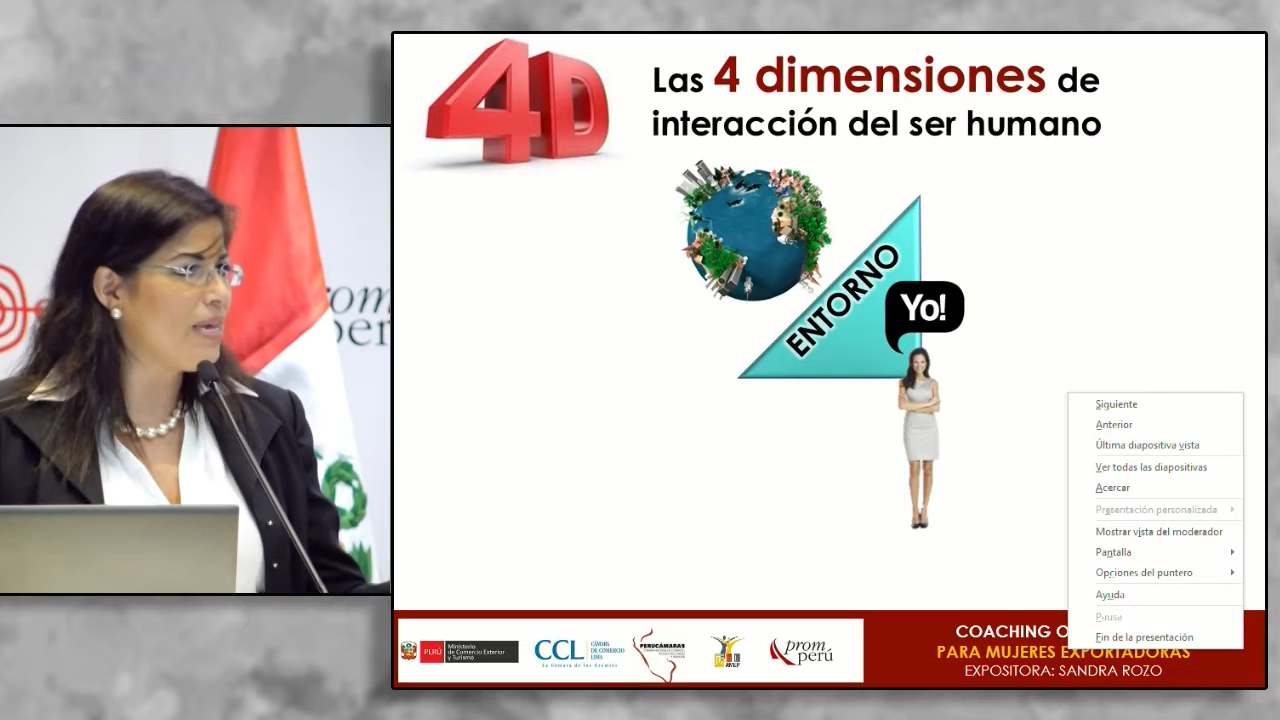 4D
Las 4 dimensiones de
interacción del ser humano
ENTORNO
Yo!
Siguiente
Anterior
Última diapositiva vista
Ver todas las diapositivas
Acercar
Presentación personalizada
Mostrar vista del moderador
Pantalla
Opciones del puntero
Ayuda
Pausa
Fin de la presentación
PERÚ
Ministerio
de Comercio Exterior
y Turismo
CCL
CÁMARA
DE COMERCIO
LIMA
La Cámara de los Gremios
PERUCÁMARAS
prom
perú
COACHING O
PARA MUJERES EXPORTADORAS
EXPOSITORA: SANDRA ROZO
prom
per